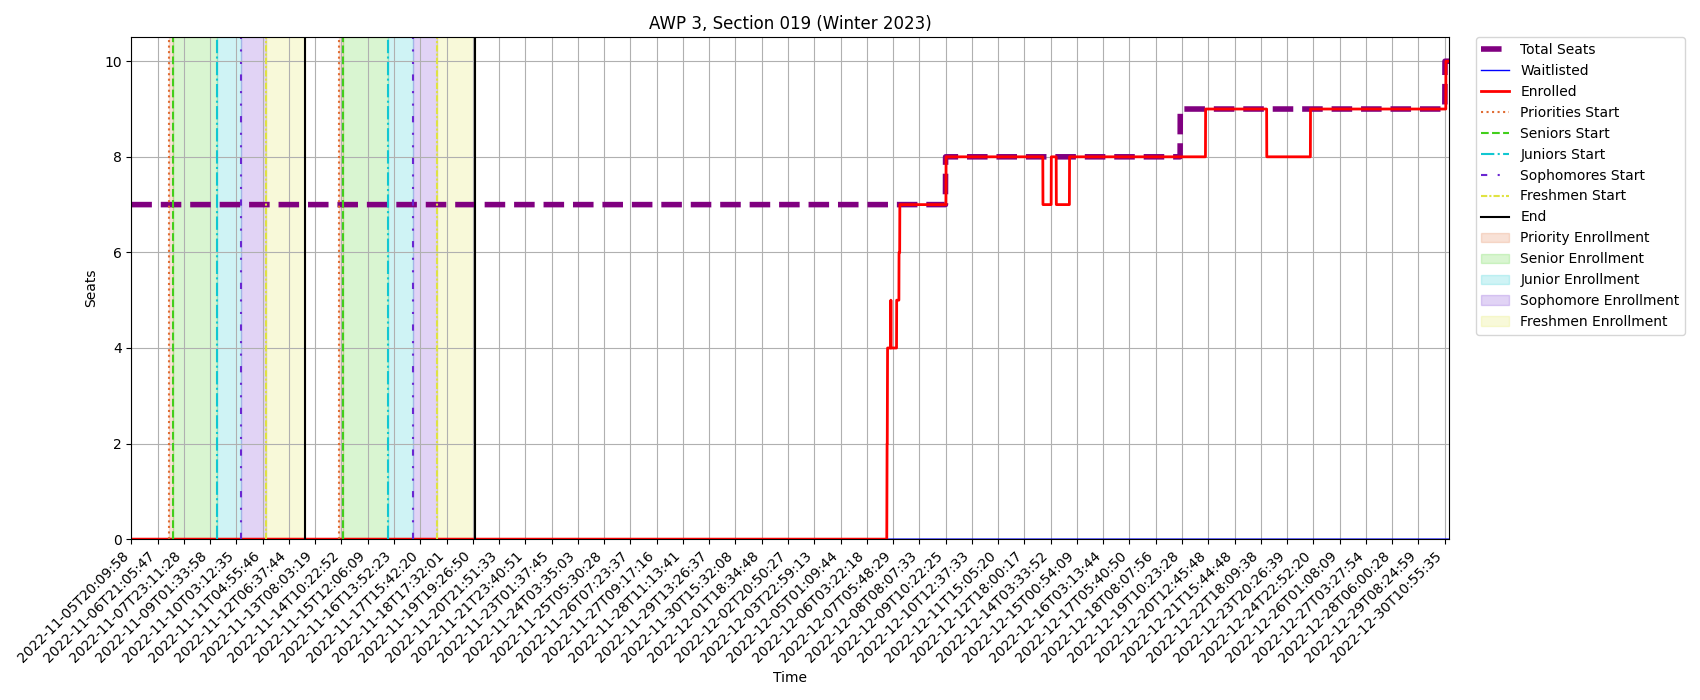 AWP 3, Section 019 (Winter 2023)
10
8
6
4
2
0
Seats
2022-11-05T20:09:58
2022-11-06T21:05:47
2022-11-07T23:11:28
2022-11-09T01:33:58
2022-11-10T03:12:35
2022-11-11T04:55:46
2022-11-12T06:37:44
2022-11-13T08:03:19
2022-11-14T10:22:52
2022-11-15T12:06:09
2022-11-16T13:52:23
2022-11-17T15:42:20
2022-11-18T17:32:01
2022-11-19T19:26:50
2022-11-20T21:51:33
2022-11-21T23:40:51
2022-11-23T01:37:45
2022-11-24T03:35:03
2022-11-25T05:30:28
2022-11-26T07:23:37
2022-11-27T09:17:16
2022-11-28T11:13:41
2022-11-29T13:26:37
2022-11-30T15:32:08
2022-12-01T18:34:48
2022-12-02T20:50:27
2022-12-03T22:59:13
2022-12-05T01:09:44
2022-12-06T03:22:18
2022-12-07T05:48:29
2022-12-08T08:07:33
2022-12-09T10:22:25
2022-12-10T12:37:33
2022-12-11T15:05:20
2022-12-12T18:00:17
2022-12-14T03:33:52
2022-12-15T00:54:09
2022-12-16T03:13:44
2022-12-17T05:40:50
2022-12-18T08:07:56
2022-12-19T10:23:28
2022-12-20T12:45:48
2022-12-21T15:44:48
2022-12-22T18:09:38
2022-12-23T20:26:39
2022-12-24T22:52:20
2022-12-26T01:08:09
2022-12-27T03:27:54
2022-12-28T06:00:28
2022-12-29T08:24:59
2022-12-30T10:55:35
Time
Total Seats
Waitlisted
Enrolled
Priorities Start
Seniors Start
Juniors Start
Sophomores Start
Freshmen Start
End
Priority Enrollment
Senior Enrollment
Junior Enrollment
Sophomore Enrollment
Freshmen Enrollment